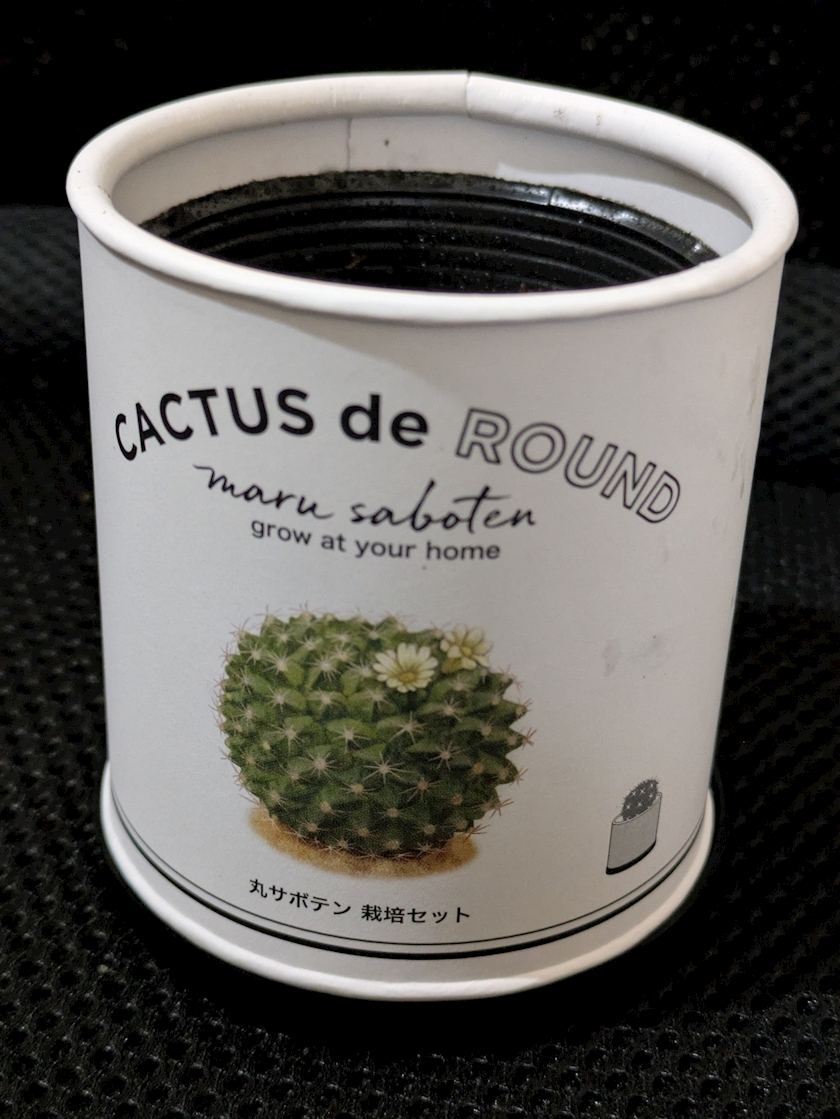 CACTUS de ROUND
maru saboten
grow at your home
丸サボテン 栽培セット